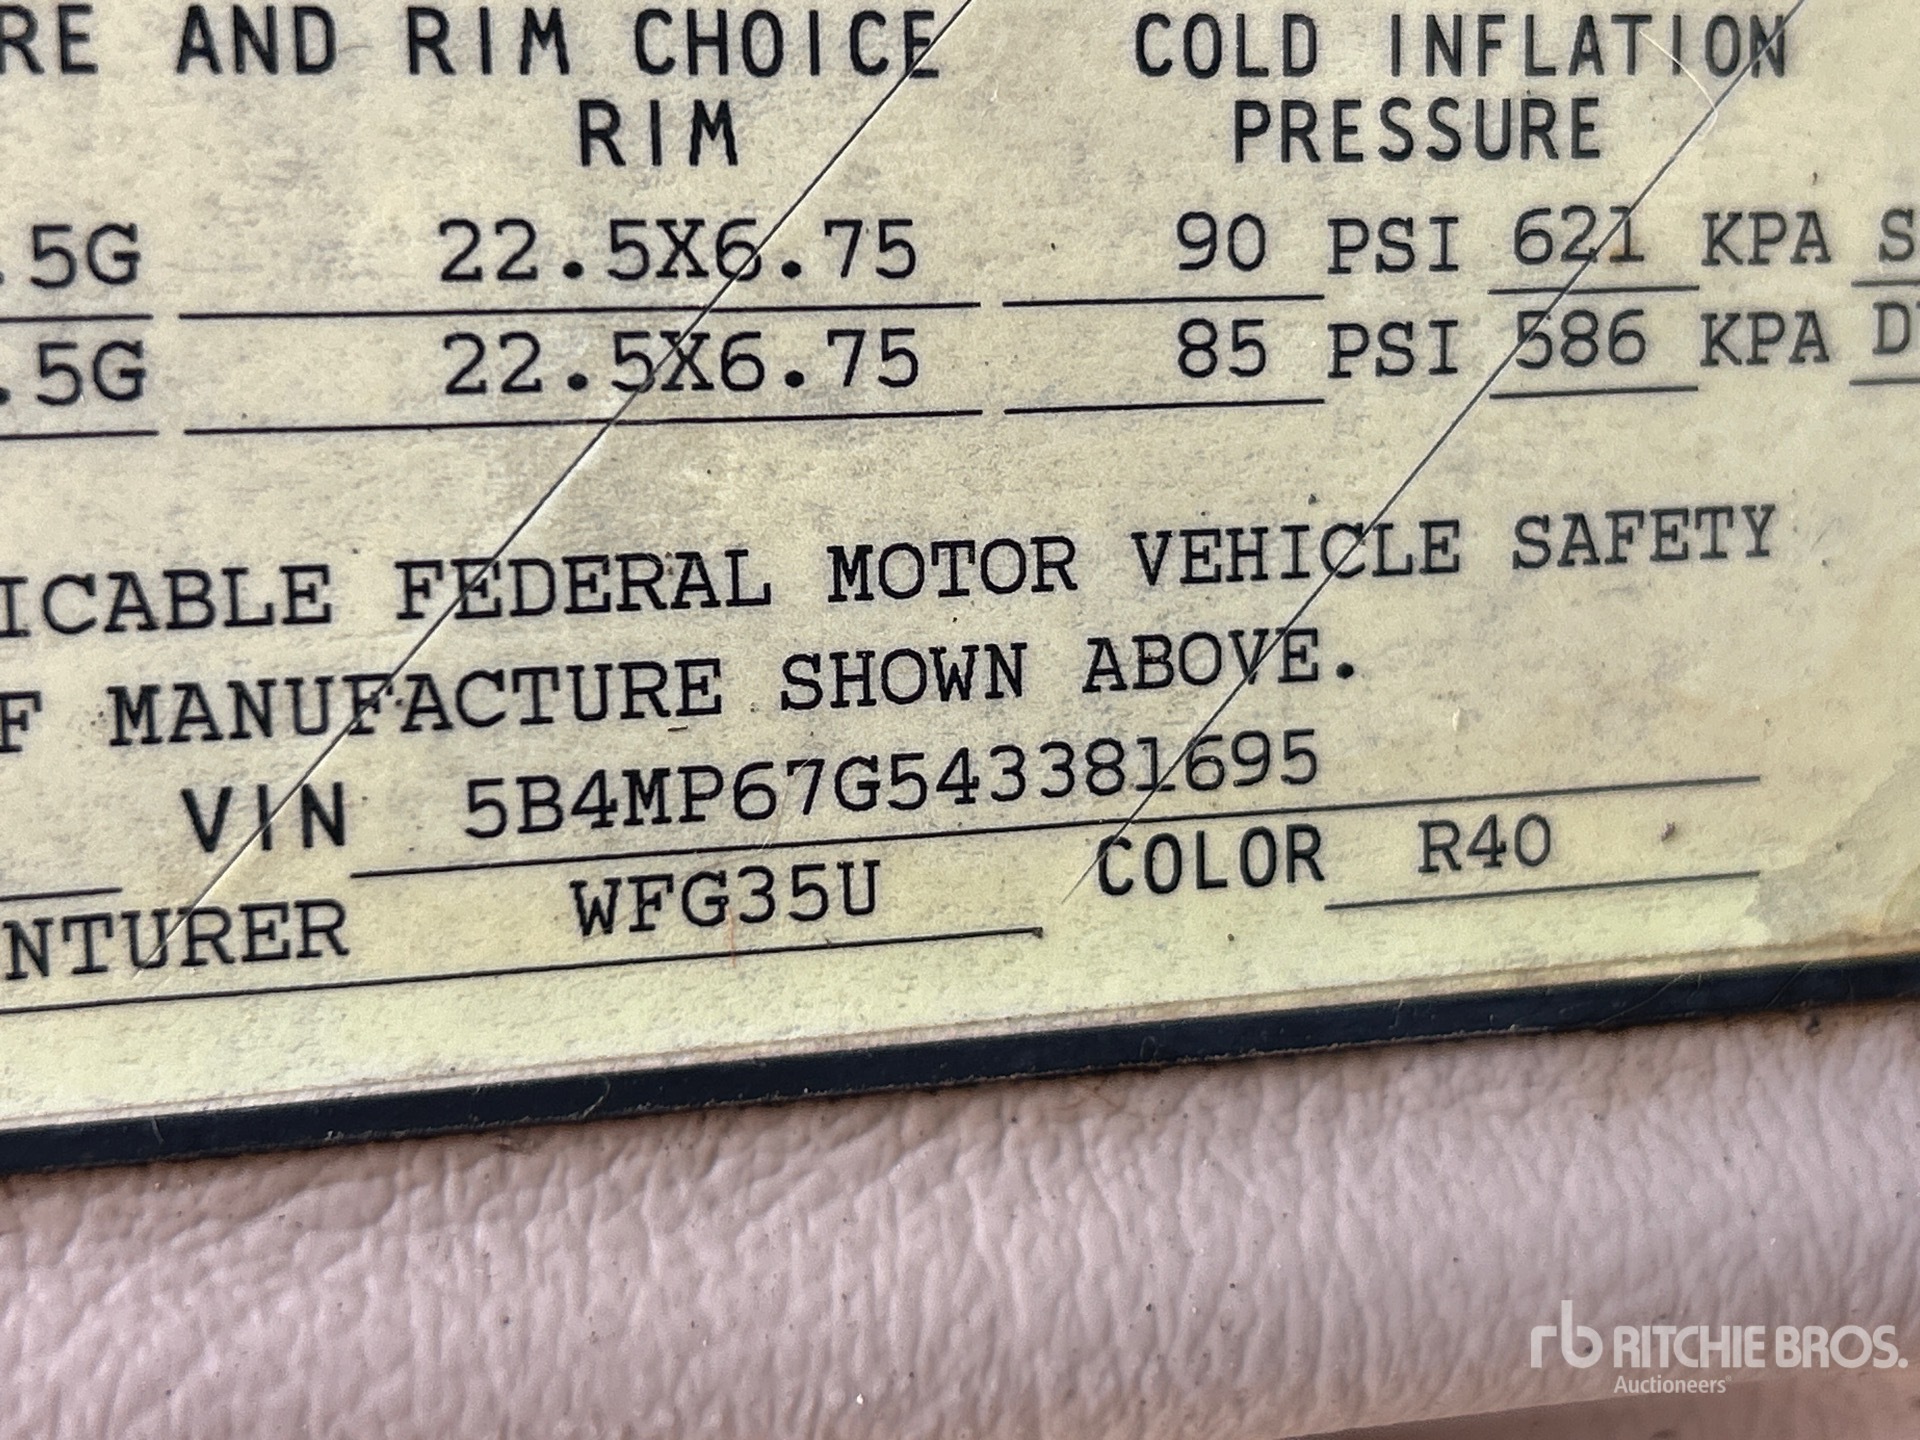 RE AND RIM CHOICE COLD INFLATION
RIM PRESSURE
.5G 22.5X6.75 90 PSI 621 KPA S
.5G 22.5X6.75 85 PSI 586 KPA D
ICABLE FEDERAL MOTOR VEHICLE SAFETY
F MANUFACTURE SHOWN ABOVE.
VIN 5B4MP67G543381695
NTURER WFG35U COLOR R40
rb RITCHIE BROS.
Auctioneers